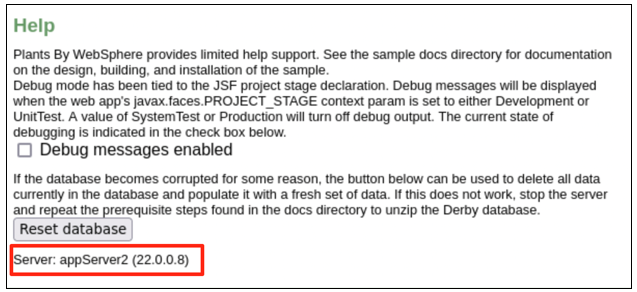 Help
Plants By WebSphere provides limited help support. See the sample docs directory for documentation
on the design, building, and installation of the sample.
Debug mode has been tied to the JSF project stage declaration. Debug messages will be displayed
when the web app's javax.faces.PROJECT_STAGE context param is set to either Development or
UnitTest. A value of SystemTest or Production will turn off debug output. The current state of
debugging is indicated in the check box below.
Debug messages enabled
If the database becomes corrupted for some reason, the button below can be used to delete all data
currently in the database and populate it with a fresh set of data. If this does not work, stop the server
and repeat the prerequisite steps found in the docs directory to unzip the Derby database.
Reset database
Server: appServer2 (22.0.0.8)